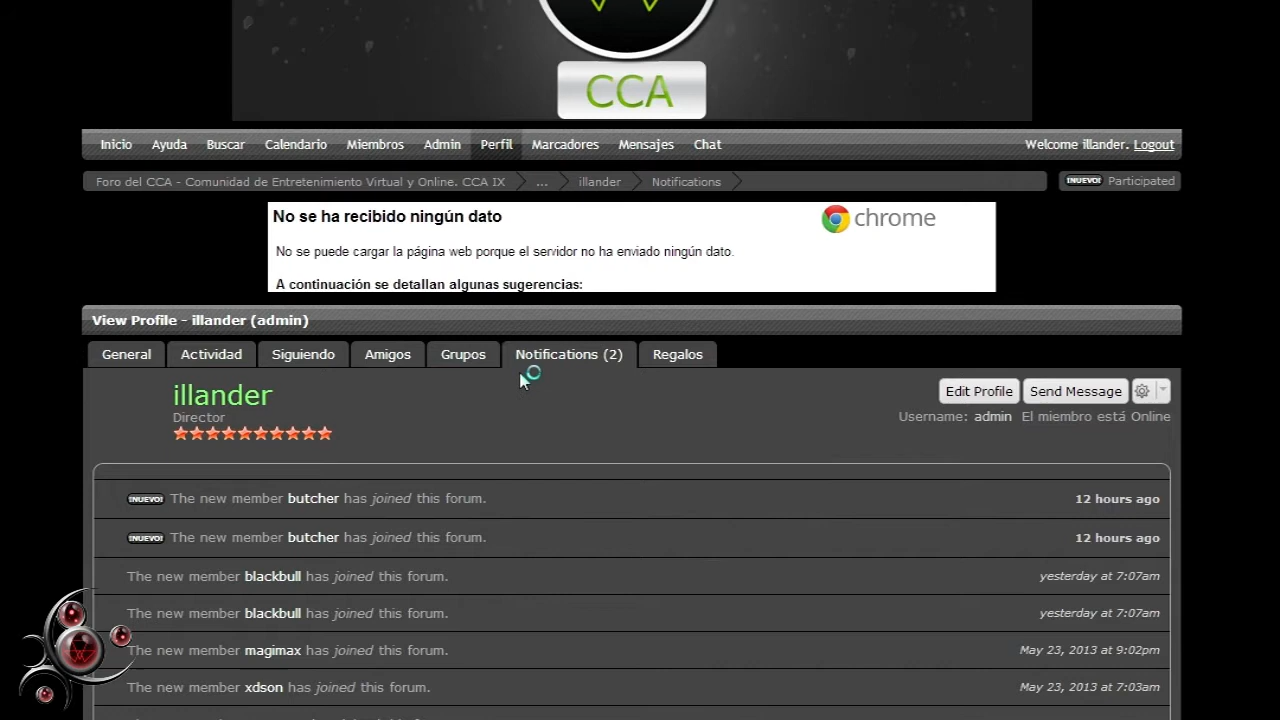 CCA
Inicio Ayuda Buscar Calendario Miembros Admin Perfil Marcadores Mensajes Chat Welcome illander. Logout
Foro del CCA - Comunidad de Entretenimiento Virtual y Online. CCA IX ... illander Notifications ¡NUEVO! Participated
No se ha recibido ningún dato chrome
No se puede cargar la página web porque el servidor no ha enviado ningún dato.
A continuación se detallan algunas sugerencias:
View Profile - illander (admin)
General Actividad Siguiendo Amigos Grupos Notifications (2) Regalos
illander Edit Profile Send Message
Director Username: admin El miembro está Online
¡NUEVO! The new member butcher has joined this forum. 12 hours ago
¡NUEVO! The new member butcher has joined this forum. 12 hours ago
The new member blackbull has joined this forum. yesterday at 7:07am
The new member blackbull has joined this forum. yesterday at 7:07am
The new member magimax has joined this forum. May 23, 2013 at 9:02pm
The new member xdson has joined this forum. May 23, 2013 at 7:03am